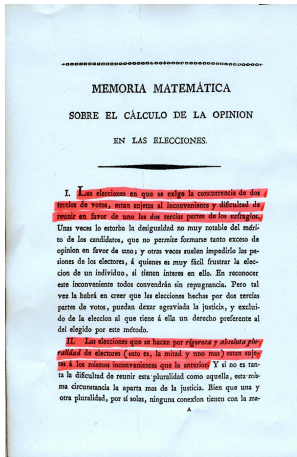 MEMORIA MATEMÁTICA
SOBRE EL CÁLCULO DE LA OPINION
EN LAS ELECCIONES.
I. Las elecciones en que se exige la concurrencia de dos
tercios de votos, estan sujetas al inconveniente y dificultad de
reunir en favor de uno las dos tercias partes de los sufragios.
Unas veces lo estorba la desigualdad no muy notable del méri-
to de los candidatos, que no permite formarse tanto exceso de
opinion en favor de uno; y otras veces suelen impedirlo las pa-
siones de los electores, á quienes es muy fácil frustrar la elec-
cion de un individuo, si tienen interes en ello. En reconocer
este inconveniente todos convendrán sin repugnancia. Pero tal
vez la habrá en creer que las elecciones hechas por dos tercias
partes de votos, puedan dexar agraviada la justicia, y exclui-
do de la eleccion al que tiene á ella un derecho preferente al
del elegido por este método.
II. Las elecciones que se hacen por rigorosa y absoluta plu-
ralidad de electores (esto es, la mitad y uno mas) estan suje-
tas á los mismos inconvenientes que la anterior. Y si no es tan-
ta la dificultad de reunir esta pluralidad como aquella, esta mis-
ma circunstancia la aparta mas de la justicia. Bien que una y
otra pluralidad, por sí solas, ninguna conexîon tienen con la ma-
A